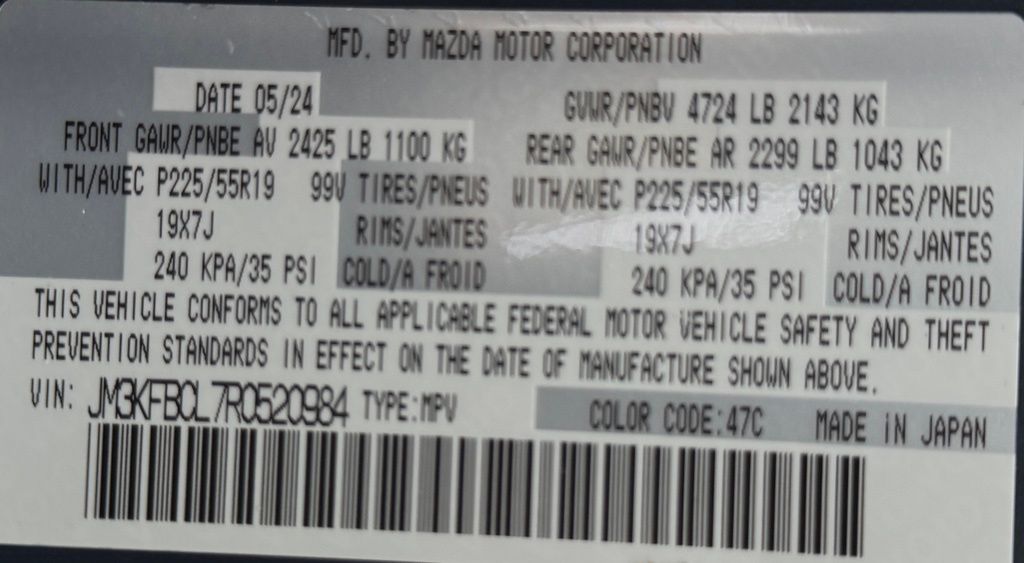 MFD. BY MAZDA MOTOR CORPORATION
DATE 05/24 GVWR/PNBV 4724 LB 2143 KG
FRONT GAWR/PNBE AV 2425 LB 1100 KG REAR GAWR/PNBE AR 2299 LB 1043 KG
WITH/AVEC P225/55R19 99V TIRES/PNEUS WITH/AVEC P225/55R19 99V TIRES/PNEUS
19X7J RIMS/JANTES 19X7J RIMS/JANTES
240 KPA/35 PSI COLD/A FROID 240 KPA/35 PSI COLD/A FROID
THIS VEHICLE CONFORMS TO ALL APPLICABLE FEDERAL MOTOR VEHICLE SAFETY AND THEFT
PREVENTION STANDARDS IN EFFECT ON THE DATE OF MANUFACTURE SHOWN ABOVE.
VIN: JM3KFBCL7R0520984 TYPE:MPV COLOR CODE:47C MADE IN JAPAN